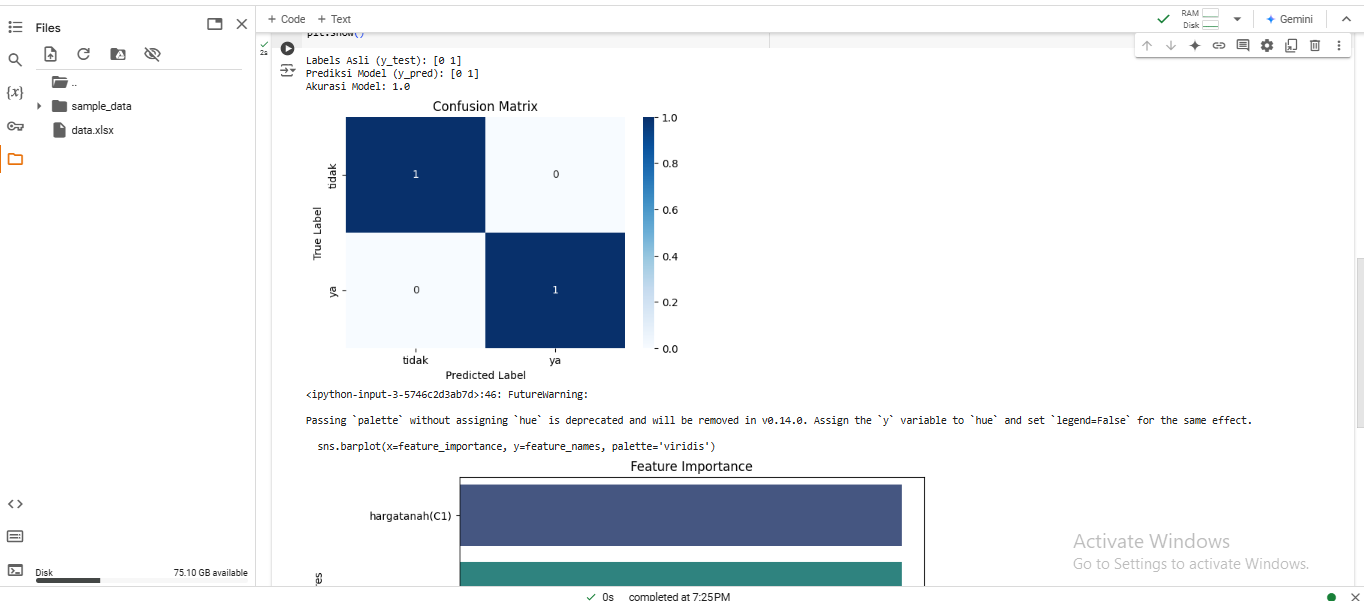 Files
+ Code + Text
RAM
Disk
Gemini
plt.show()
2s
Labels Asli (y_test): [0 1]
Prediksi Model (y_pred): [0 1]
Akurasi Model: 1.0
..
sample_data
data.xlsx
{x}
Confusion Matrix
1.0
0.8
0.6
0.4
0.2
0.0
tidak
ya
True Label
1
0
0
1
tidak
ya
Predicted Label
<ipython-input-3-5746c2d3ab7d>:46: FutureWarning:
Passing `palette` without assigning `hue` is deprecated and will be removed in v0.14.0. Assign the `y` variable to `hue` and set `legend=False` for the same effect.
sns.barplot(x=feature_importance, y=feature_names, palette='viridis')
Feature Importance
hargatanah(C1)
Activate Windows
Go to Settings to activate Windows.
Disk
75.10 GB available
0s completed at 7:25PM